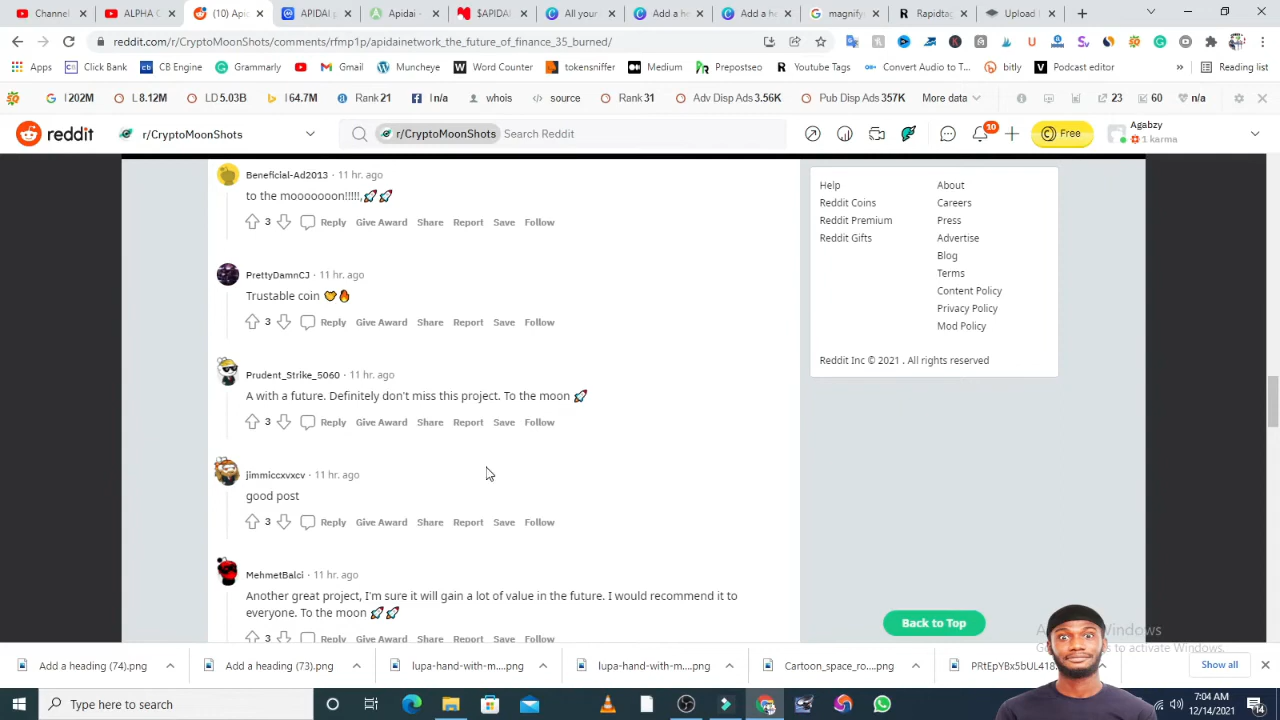 Channe
ALPHA C
(10) Apic
APIDAI p
Apidai -
$APIDAI
All your
Add a he
Add a he
magnify
Rapidtag
Upload I
reddit.com/r/CryptoMoonShots/comments/rfmp1p/apidainetwork_the_future_of_finance_35_burned/
Apps
Click Bank
CB Engine
Grammarly
Gmail
Muncheye
Word Counter
tokensniffer
Medium
Prepostseo
Youtube Tags
Convert Audio to T...
bitly
Podcast editor
»
Reading list
I 202M
L 8.12M
LD 5.03B
I 64.7M
Rank 21
I n/a
whois
source
Rank 31
Adv Disp Ads 3.56K
Pub Disp Ads 357K
More data
23
60
n/a
reddit
r/CryptoMoonShots
r/CryptoMoonShots
Search Reddit
10
Free
Agabzy
1 karma
Beneficial-Ad2013 · 11 hr. ago
to the mooooooon!!!!!,🚀🚀
3 Reply Give Award Share Report Save Follow
PrettyDamnCJ · 11 hr. ago
Trustable coin
3 Reply Give Award Share Report Save Follow
Prudent_Strike_5060 · 11 hr. ago
A with a future. Definitely don't miss this project. To the moon 🚀
3 Reply Give Award Share Report Save Follow
jimmiccxvxcv · 11 hr. ago
good post
3 Reply Give Award Share Report Save Follow
MehmetBalci · 11 hr. ago
Another great project, I'm sure it will gain a lot of value in the future. I would recommend it to
everyone. To the moon 🚀🚀
3 Reply Give Award Share Report Save Follow
Help
About
Reddit Coins
Careers
Reddit Premium
Press
Reddit Gifts
Advertise
Blog
Terms
Content Policy
Privacy Policy
Mod Policy
Reddit Inc © 2021 . All rights reserved
Back to Top
Windows
to activate Windows.
Add a heading (74).png
Add a heading (73).png
lupa-hand-with-m....png
lupa-hand-with-m....png
Cartoon_space_ro....png
Show all
Type here to search
7:04 AM
12/14/2021